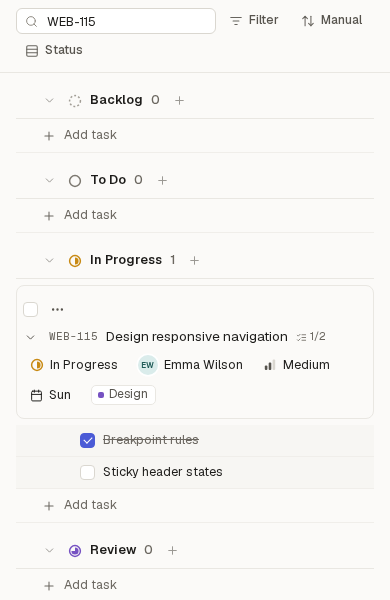 WEB-115
Filter
Manual
Status
Backlog 0
Add task
To Do 0
Add task
In Progress 1
WEB-115 Design responsive navigation 1/2
In Progress EW Emma Wilson Medium
Sun Design
Breakpoint rules
Sticky header states
Add task
Review 0
Add task